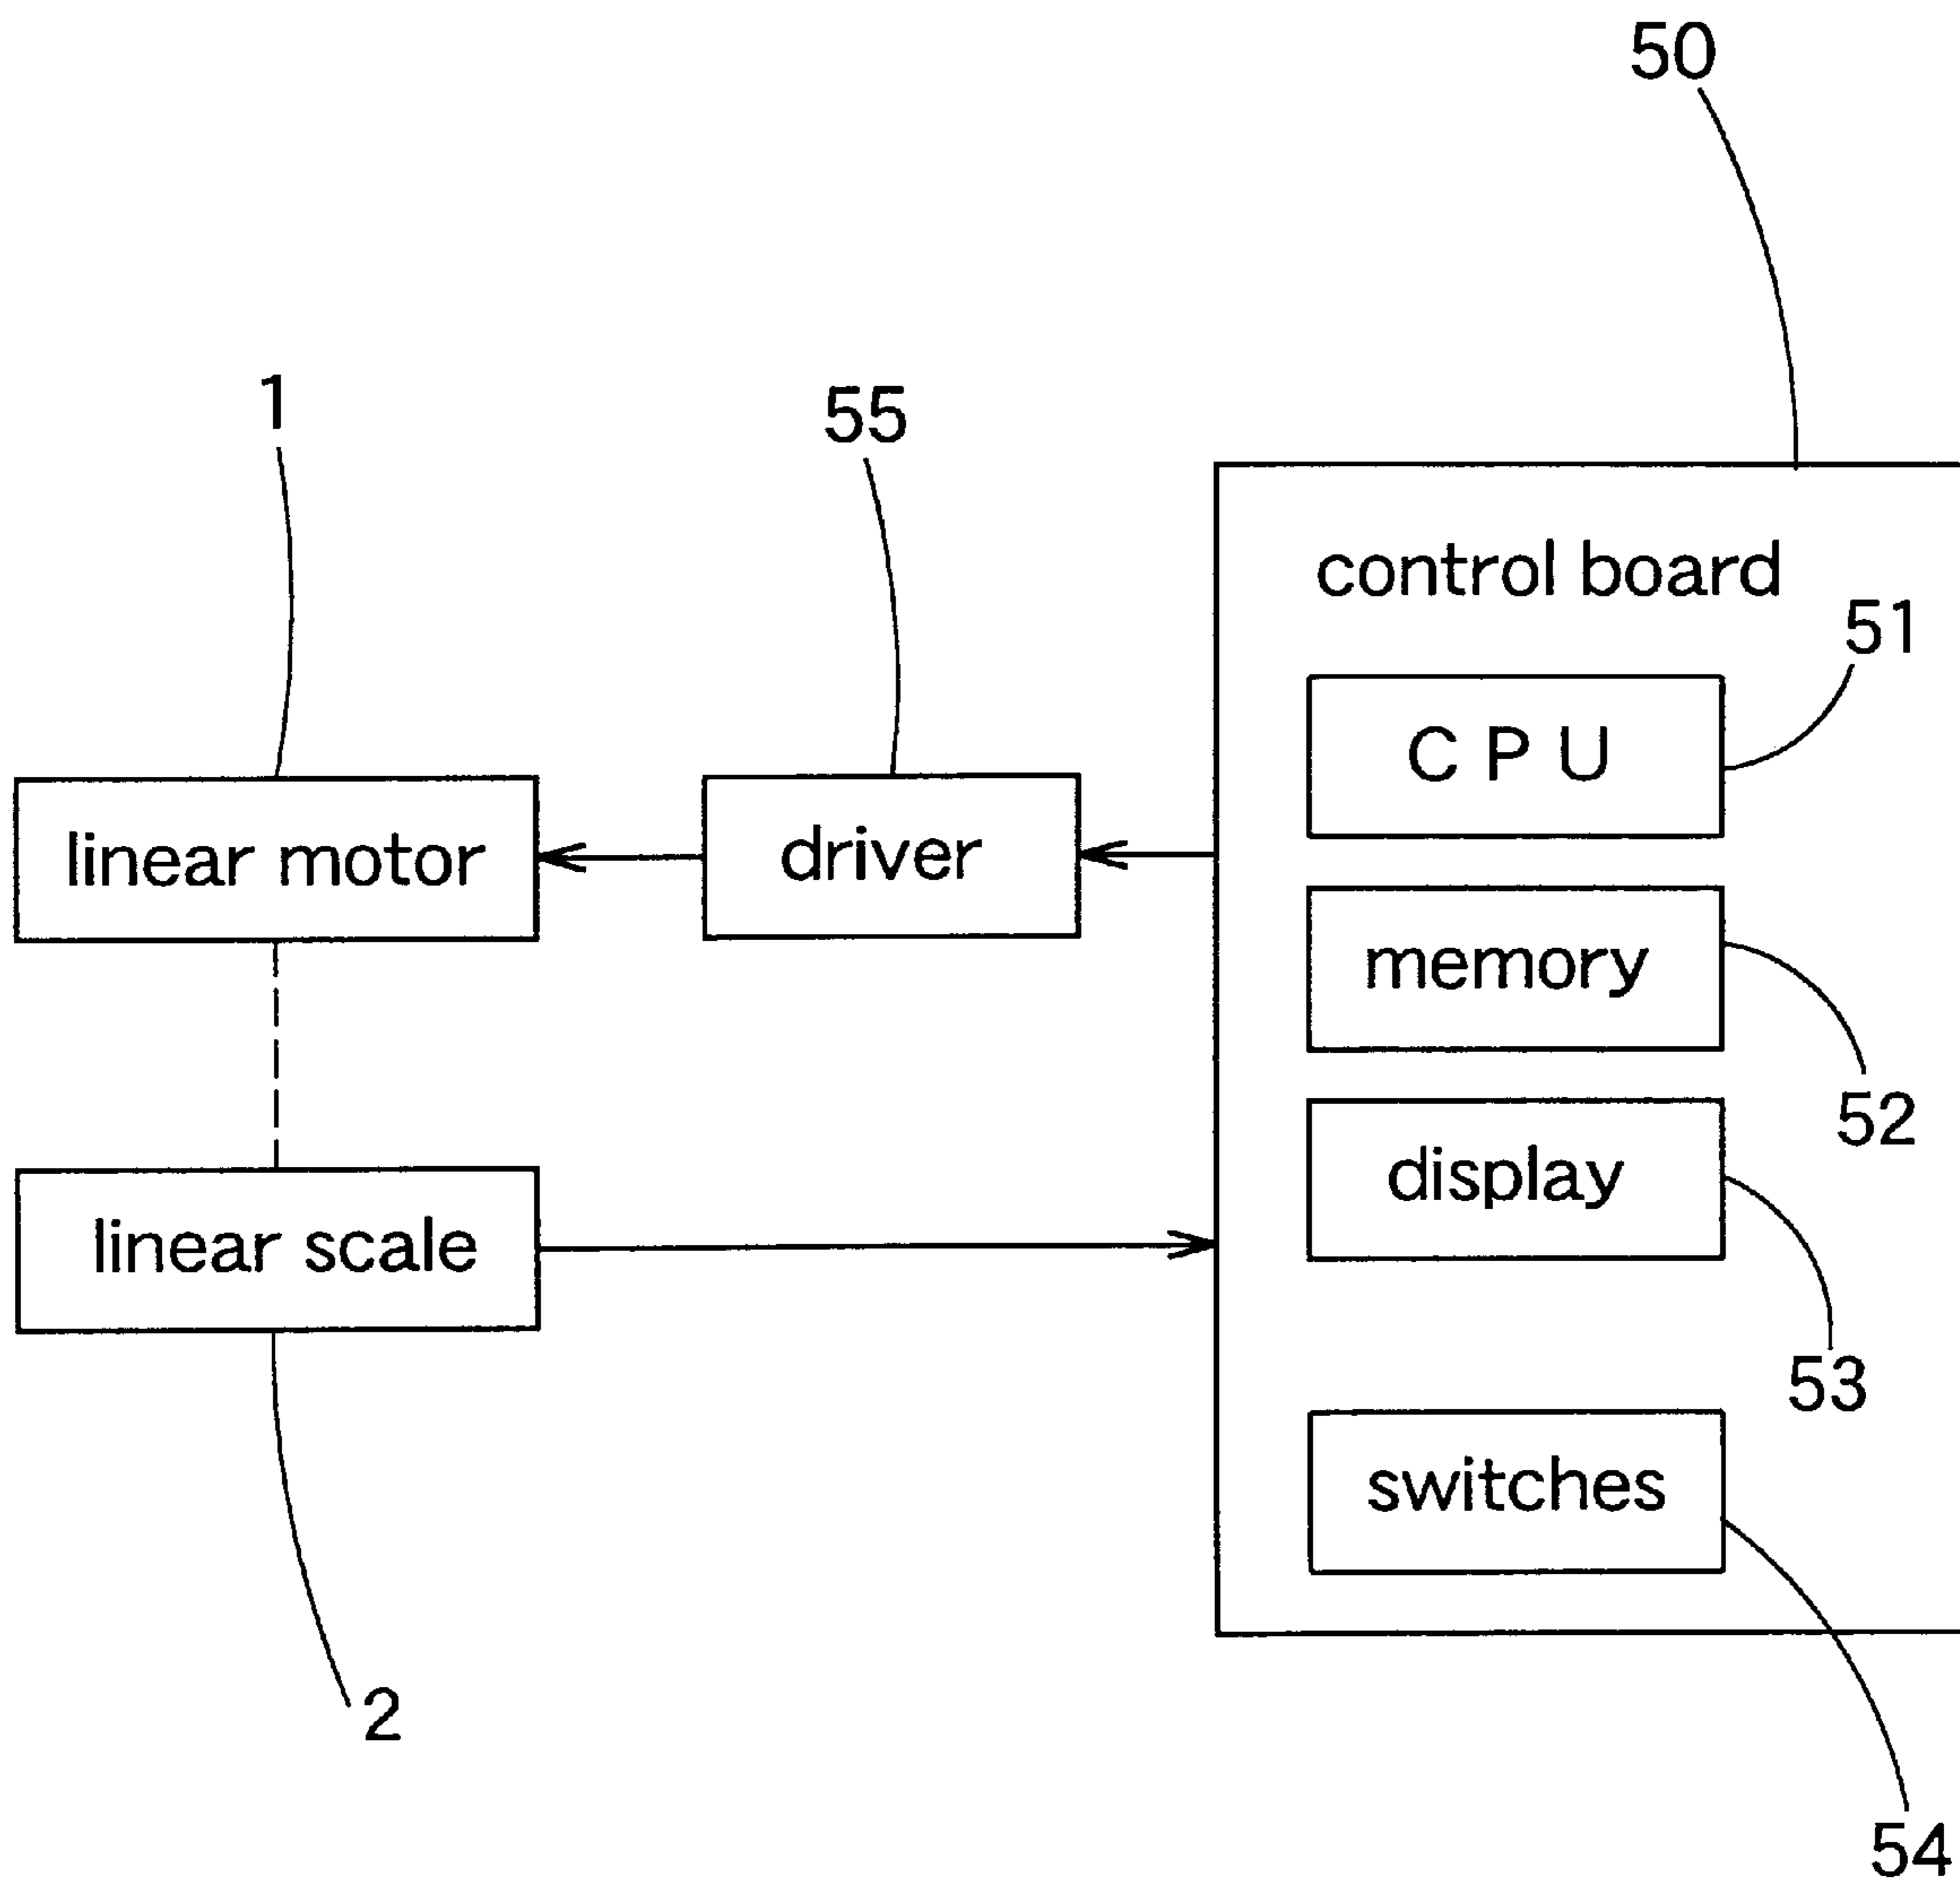 50
1
55
control board
51
C P U
linear motor
driver
memory
52
display
linear scale
53
switches
2
54